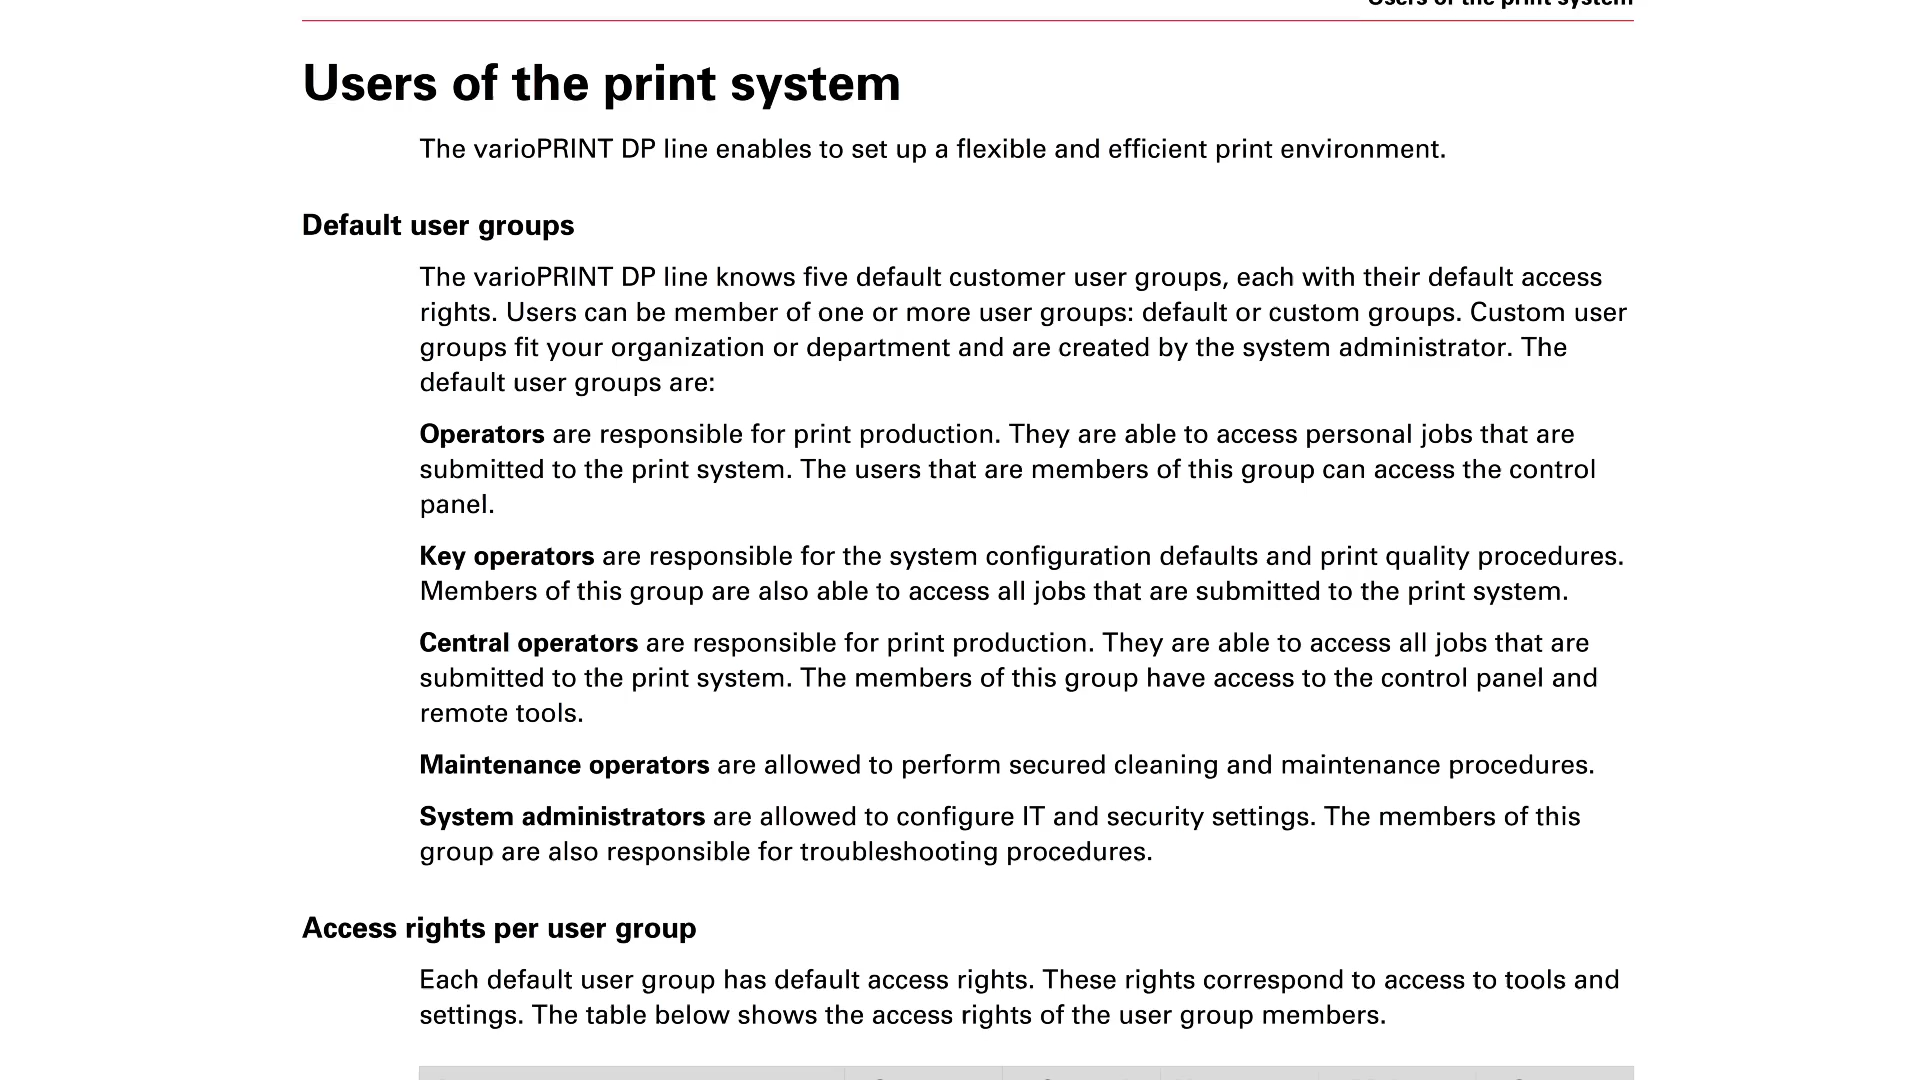 Users of the print system
Users of the print system
The varioPRINT DP line enables to set up a flexible and efficient print environment.
Default user groups
The varioPRINT DP line knows five default customer user groups, each with their default access
rights. Users can be member of one or more user groups: default or custom groups. Custom user
groups fit your organization or department and are created by the system administrator. The
default user groups are:
Operators are responsible for print production. They are able to access personal jobs that are
submitted to the print system. The users that are members of this group can access the control
panel.
Key operators are responsible for the system configuration defaults and print quality procedures.
Members of this group are also able to access all jobs that are submitted to the print system.
Central operators are responsible for print production. They are able to access all jobs that are
submitted to the print system. The members of this group have access to the control panel and
remote tools.
Maintenance operators are allowed to perform secured cleaning and maintenance procedures.
System administrators are allowed to configure IT and security settings. The members of this
group are also responsible for troubleshooting procedures.
Access rights per user group
Each default user group has default access rights. These rights correspond to access to tools and
settings. The table below shows the access rights of the user group members.